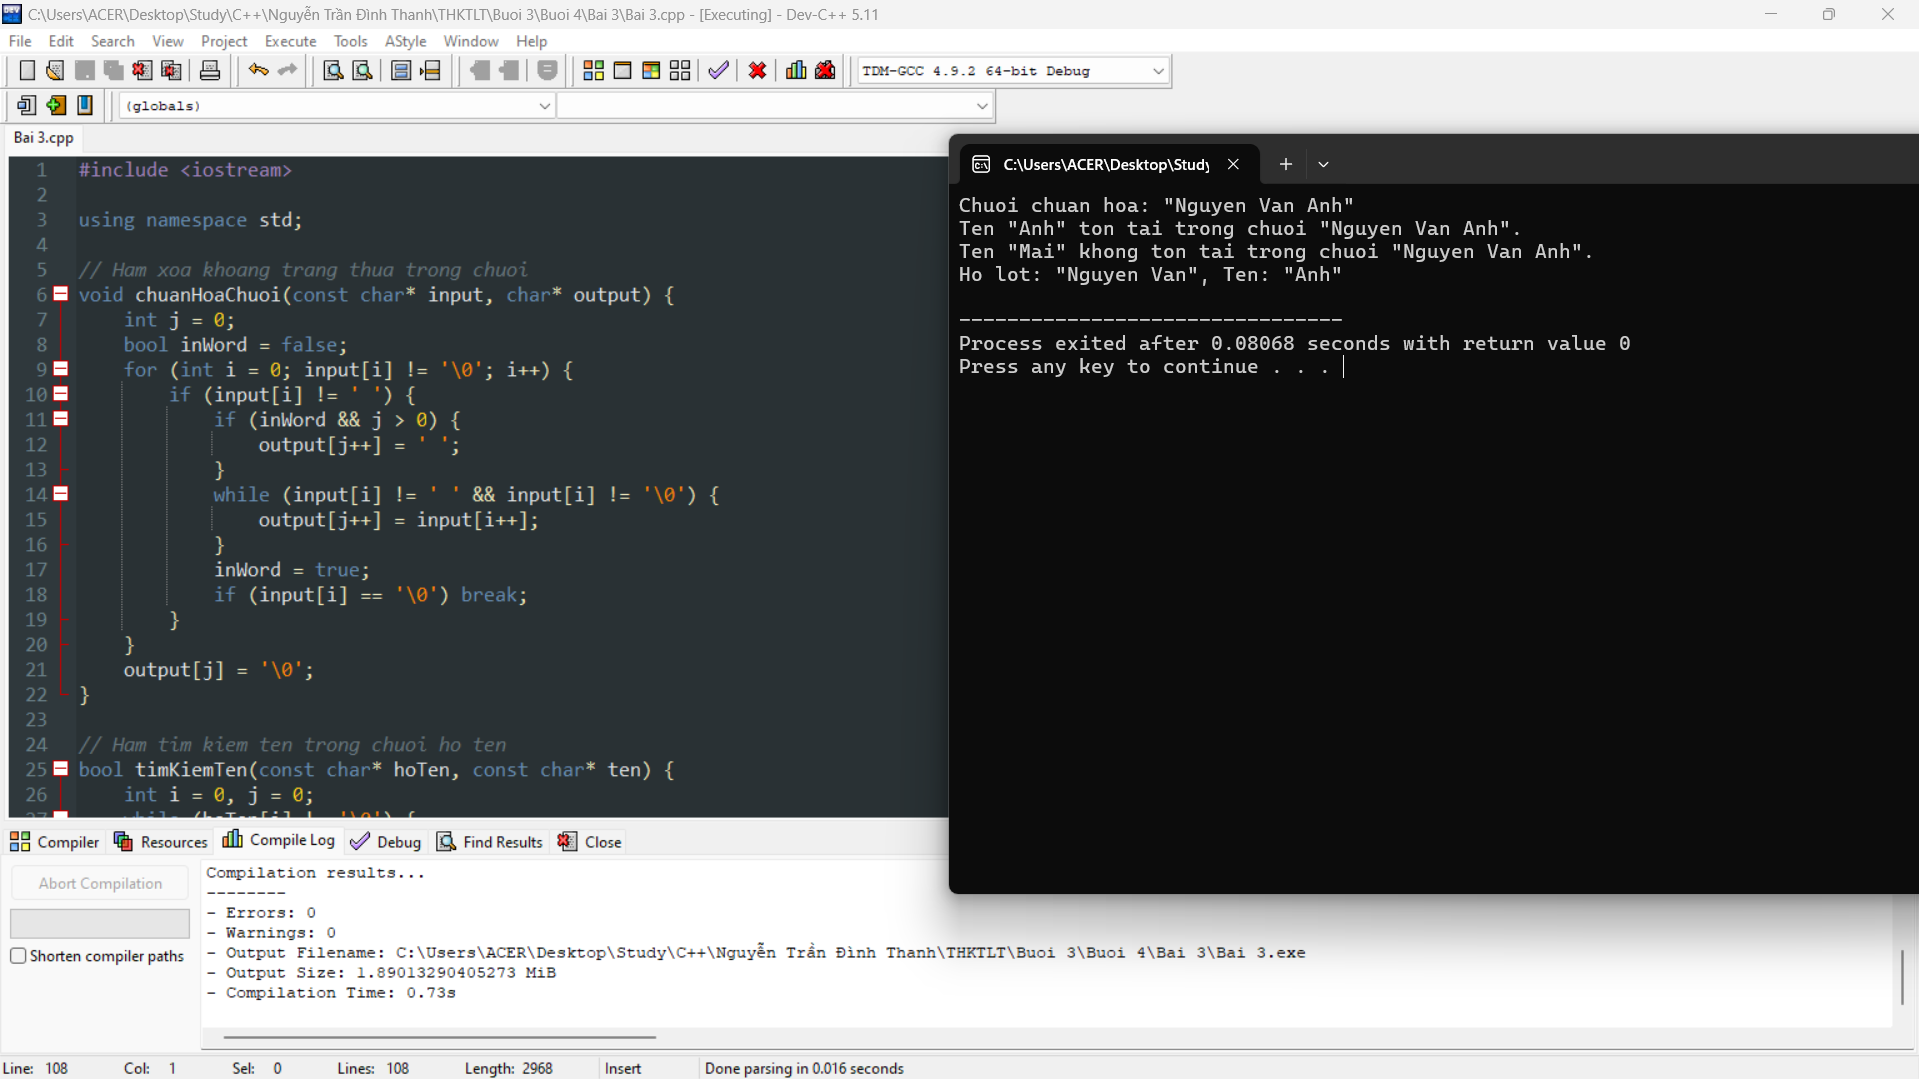 C:\Users\ACER\Desktop\Study\C++\Nguyễn Trần Đình Thanh\THKTLT\Buoi 3\Buoi 4\Bai 3\Bai 3.cpp - [Executing] - Dev-C++ 5.11
File Edit Search View Project Execute Tools AStyle Window Help
TDM-GCC 4.9.2 64-bit Debug
(globals)
Bai 3.cpp
1 #include <iostream>
2
3 using namespace std;
4
5 // Ham xoa khoang trang thua trong chuoi
6 void chuanHoaChuoi(const char* input, char* output) {
7 int j = 0;
8 bool inWord = false;
9 for (int i = 0; input[i] != '\0'; i++) {
10 if (input[i] != ' ') {
11 if (inWord && j > 0) {
12 output[j++] = ' ';
13 }
14 while (input[i] != ' ' && input[i] != '\0') {
15 output[j++] = input[i++];
16 }
17 inWord = true;
18 if (input[i] == '\0') break;
19 }
20 }
21 output[j] = '\0';
22 }
23
24 // Ham tim kiem ten trong chuoi ho ten
25 bool timKiemTen(const char* hoTen, const char* ten) {
26 int i = 0, j = 0;
C:\Users\ACER\Desktop\Study
Chuoi chuan hoa: "Nguyen Van Anh"
Ten "Anh" ton tai trong chuoi "Nguyen Van Anh".
Ten "Mai" khong ton tai trong chuoi "Nguyen Van Anh".
Ho lot: "Nguyen Van", Ten: "Anh"
--------------------------------
Process exited after 0.08068 seconds with return value 0
Press any key to continue . . .
Compiler Resources Compile Log Debug Find Results Close
Abort Compilation
Shorten compiler paths
Compilation results...
--------
- Errors: 0
- Warnings: 0
- Output Filename: C:\Users\ACER\Desktop\Study\C++\Nguyễn Trần Đình Thanh\THKTLT\Buoi 3\Buoi 4\Bai 3\Bai 3.exe
- Output Size: 1.89013290405273 MiB
- Compilation Time: 0.73s
Line: 108 Col: 1 Sel: 0 Lines: 108 Length: 2968 Insert Done parsing in 0.016 seconds